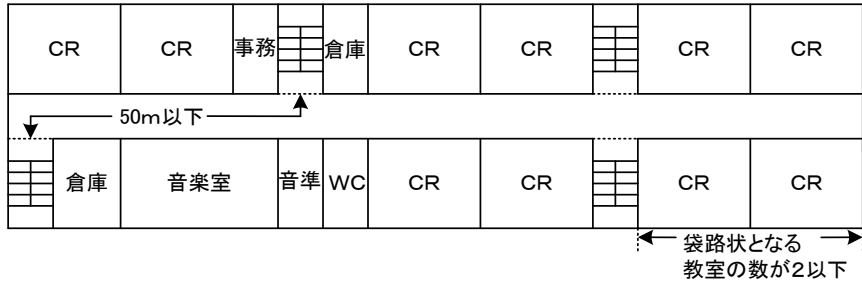 CR CR 事務 倉庫 CR CR CR CR
50m以下
倉庫 音楽室 音準 WC CR CR CR CR
袋路状となる
教室の数が2以下